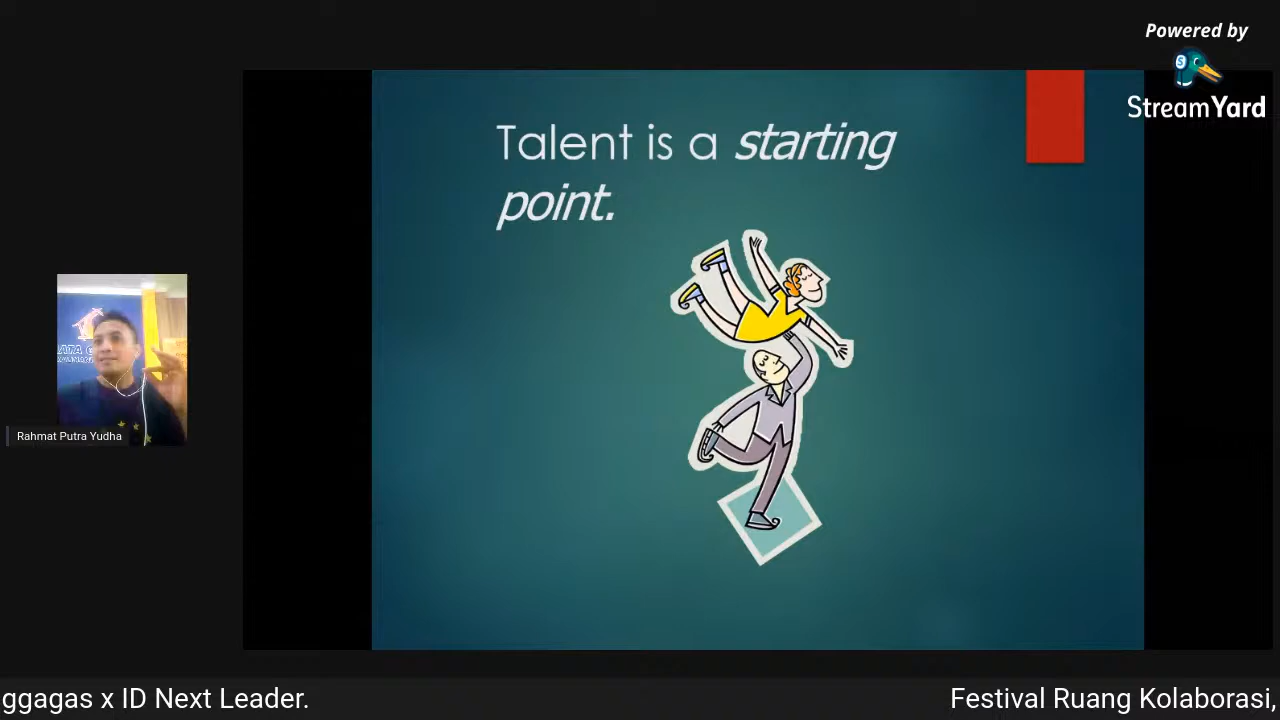 Powered by
StreamYard
Talent is a starting
point.
Rahmat Putra Yudha
ggagas x ID Next Leader.
Festival Ruang Kolaborasi,